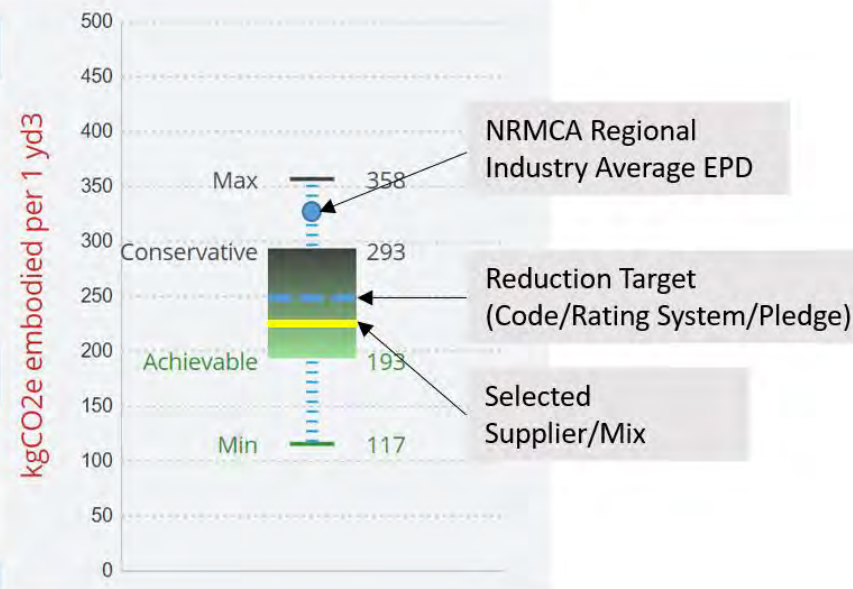 500
450
400
350
300
250
200
150
100
50
0
kgCO2e embodied per 1 yd3
Max 358
Conservative 293
Achievable 193
Min 117
NRMCA Regional
Industry Average EPD
Reduction Target
(Code/Rating System/Pledge)
Selected
Supplier/Mix